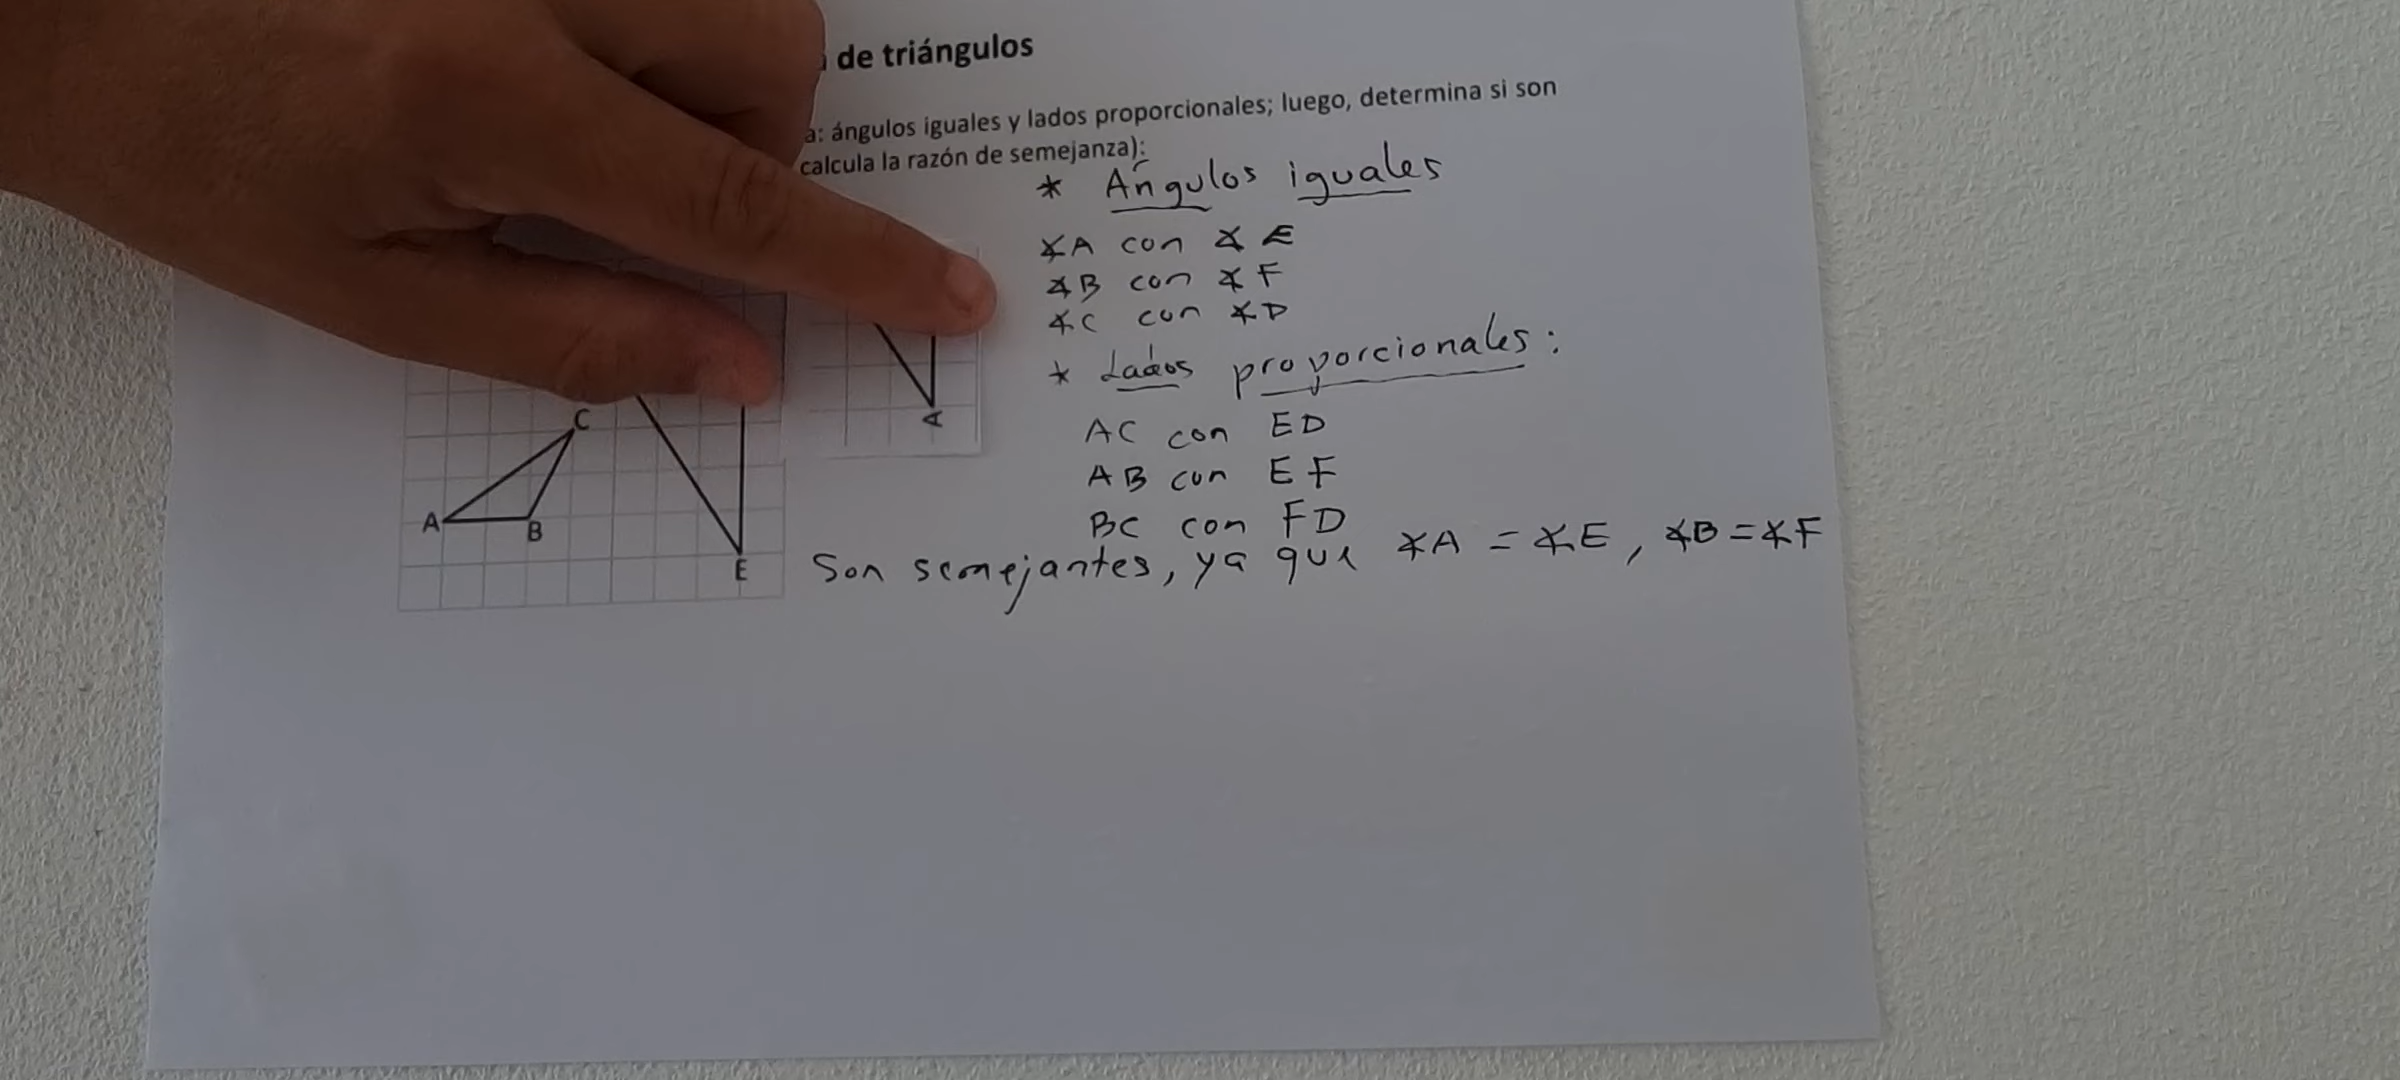 de triángulos
a: ángulos iguales y lados proporcionales; luego, determina si son
calcula la razón de semejanza):
* Ángulos iguales
∡A con ∡E
∡B con ∡F
∡C con ∡D
* Lados proporcionales:
AC con ED
AB con EF
BC con FD
Son semejantes, ya que ∡A = ∡E, ∡B = ∡F
C
A
B
E
A